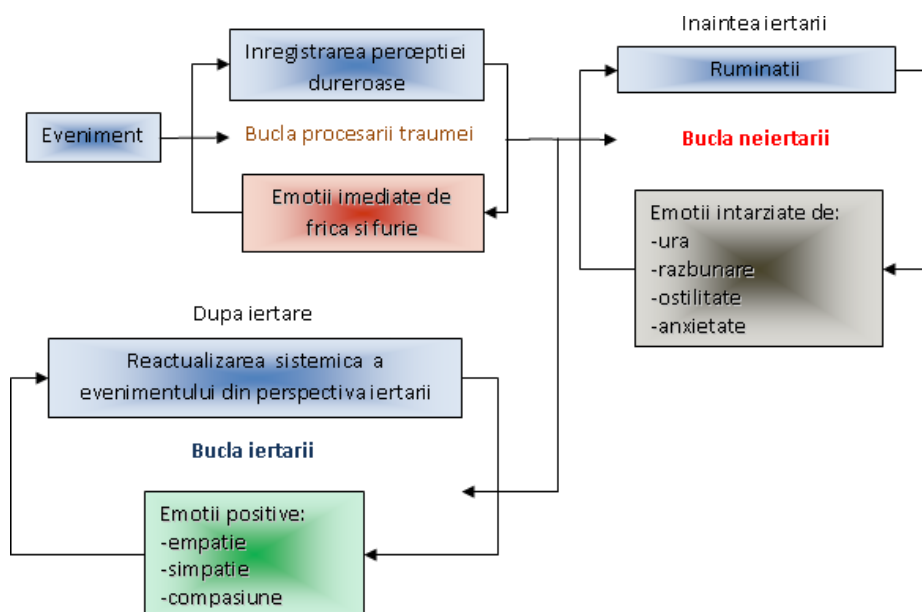 Eveniment
Inregistrarea perceptiei
dureroase
Bucla procesarii traumei
Emotii imediate de
frica si furie
Inaintea iertarii
Ruminatii
Bucla neiertarii
Emotii intarziate de:
-ura
-razbunare
-ostilitate
-anxietate
Dupa iertare
Reactualizarea sistemica a
evenimentului din perspectiva iertarii
Bucla iertarii
Emotii positive:
-empatie
-simpatie
-compasiune